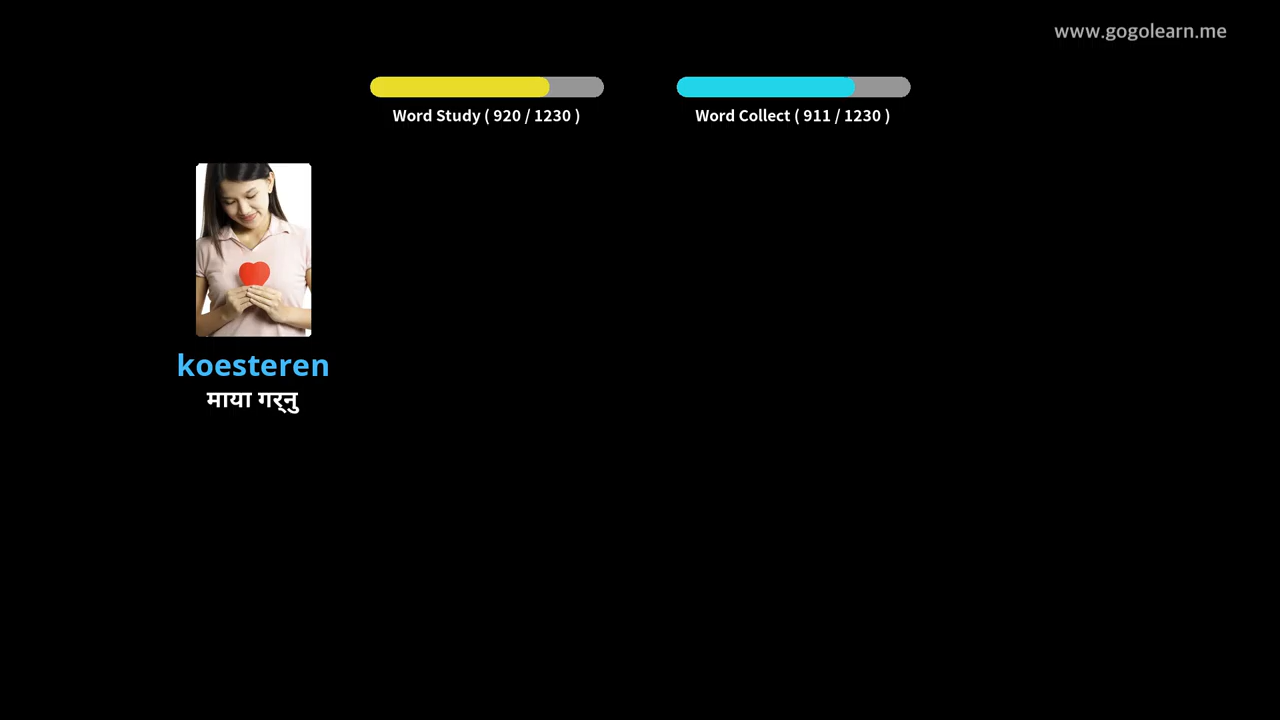 www.gogolearn.me
Word Study ( 920 / 1230 )
Word Collect ( 911 / 1230 )
koesteren
माया गर्नु